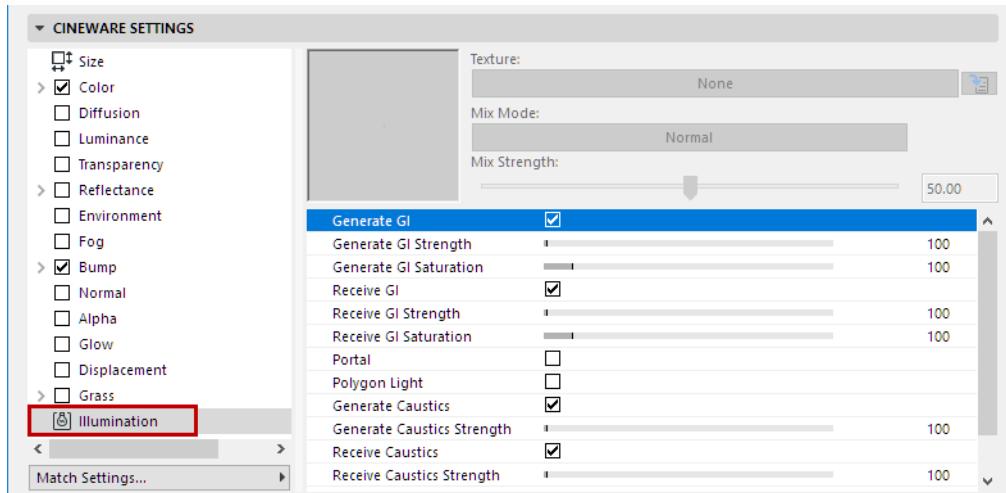 CINEWARE SETTINGS
Size
Color
Diffusion
Luminance
Transparency
Reflectance
Environment
Fog
Bump
Normal
Alpha
Glow
Displacement
Grass
Illumination
Match Settings...
Texture:
None
Mix Mode:
Normal
Mix Strength:
50.00
Generate GI
Generate GI Strength 100
Generate GI Saturation 100
Receive GI
Receive GI Strength 100
Receive GI Saturation 100
Portal
Polygon Light
Generate Caustics
Generate Caustics Strength 100
Receive Caustics
Receive Caustics Strength 100